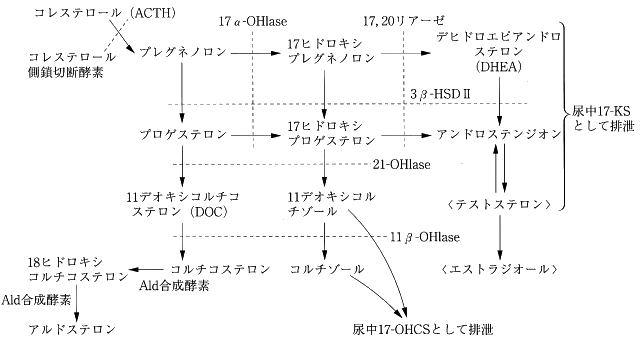 コレステロール（ACTH）
17α-OHlase
17,20リアーゼ
コレステロール
側鎖切断酵素
プレグネノロン
17ヒドロキシ
プレグネノロン
デヒドロエピアンドロ
ステロン
（DHEA）
3β-HSDⅡ
尿中17-KS
として排泄
プロゲステロン
17ヒドロキシ
プロゲステロン
アンドロステンジオン
21-OHlase
11デオキシコルチコ
ステロン（DOC）
11デオキシコル
チゾール
〈テストステロン〉
11β-OHlase
18ヒドロキシ
コルチコステロン
コルチコステロン
コルチゾール
〈エストラジオール〉
Ald合成酵素
Ald合成酵素
アルドステロン
尿中17-OHCSとして排泄